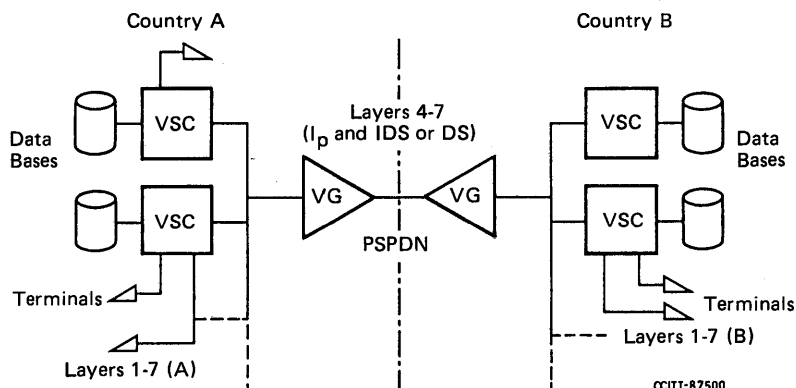 Country A
Country B
Layers 4-7
(Ip and IDS or DS)
VSC
VSC
Data
Bases
Data
Bases
VG
VG
VSC
VSC
PSPDN
Terminals
Terminals
Layers 1-7 (A)
Layers 1-7 (B)
CCITT-87500